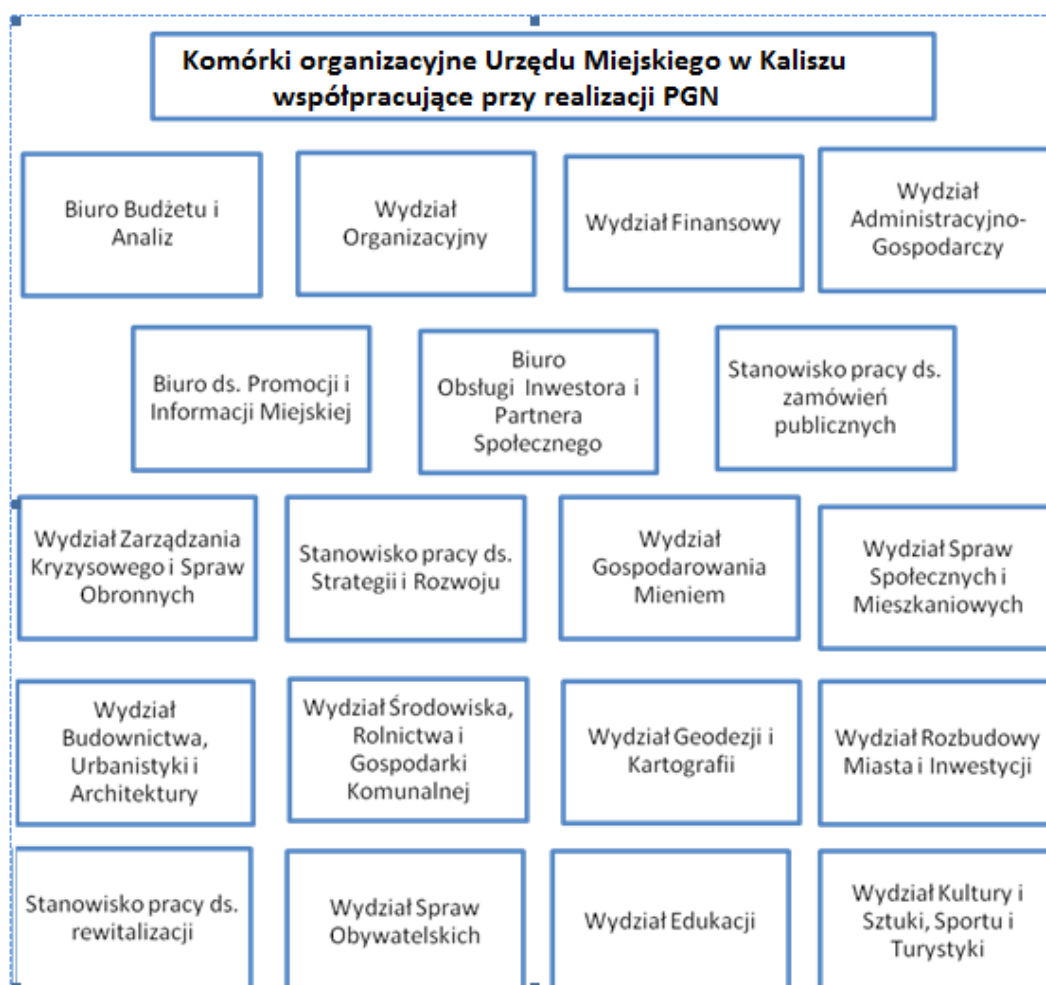 Komórki organizacyjne Urzędu Miejskiego w Kaliszu
współpracujące przy realizacji PGN
Biuro Budżetu i
Analiz
Wydział
Organizacyjny
Wydział Finansowy
Wydział
Administracyjno-
Gospodarczy
Biuro ds. Promocji i
Informacji Miejskiej
Biuro
Obsługi Inwestora i
Partnera
Społecznego
Stanowisko pracy ds.
zamówień
publicznych
Wydział Zarządzania
Kryzysowego i Spraw
Obronnych
Stanowisko pracy ds.
Strategii i Rozwoju
Wydział
Gospodarowania
Mieniem
Wydział Spraw
Społecznych i
Mieszkaniowych
Wydział
Budownictwa,
Urbanistyki i
Architektury
Wydział Środowiska,
Rolnictwa i
Gospodarki
Komunalnej
Wydział Geodezji i
Kartografii
Wydział Rozbudowy
Miasta i Inwestycji
Stanowisko pracy ds.
rewitalizacji
Wydział Spraw
Obywatelskich
Wydział Edukacji
Wydział Kultury i
Sztuki, Sportu i
Turystyki